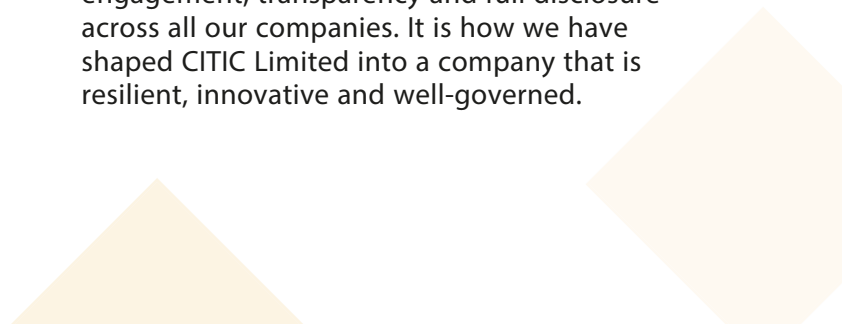 engagement, transparency and full disclosure
across all our companies. It is how we have
shaped CITIC Limited into a company that is
resilient, innovative and well-governed.